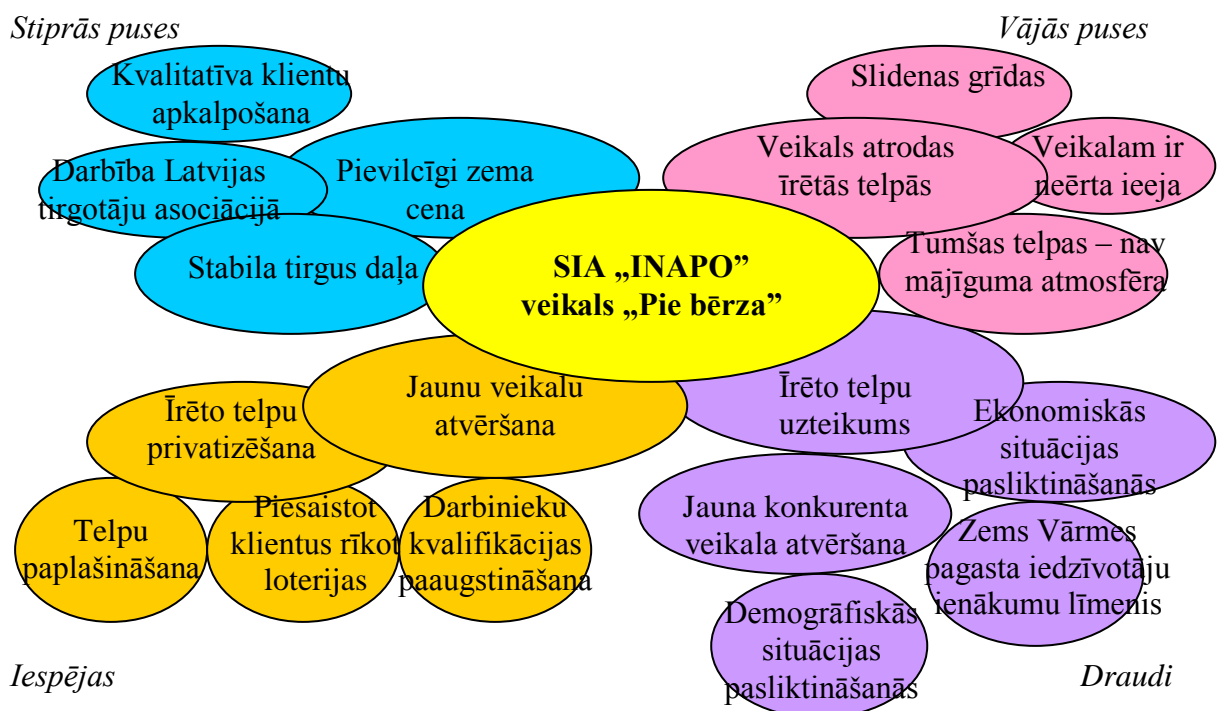 Stiprās puses
Vājās puses
Kvalitatīva klientu
apkalpošana
Darbība Latvijas
tirgotāju asociācijā
Pievilcīgi zema
cena
Stabila tirgus daļa
Slidenas grīdas
Veikals atrodas
īrētās telpās
Veikalam ir
neērta ieeja
Tumšas telpas – nav
mājīguma atmosfēra
SIA „INAPO”
veikals „Pie bērza”
Īrēto telpu
privatizēšana
Jaunu veikalu
atvēršana
Telpu
paplašināšana
Piesaistot
klientus rīkot
loterijas
Darbinieku
kvalifikācijas
paaugstināšana
Īrēto telpu
uzteikums
Ekonomiskās
situācijas
pasliktināšanās
Jauna konkurenta
veikala atvēršana
Zems Vārmes
pagasta iedzīvotāju
ienākumu līmenis
Demogrāfiskās
situācijas
pasliktināšanās
Iespējas
Draudi